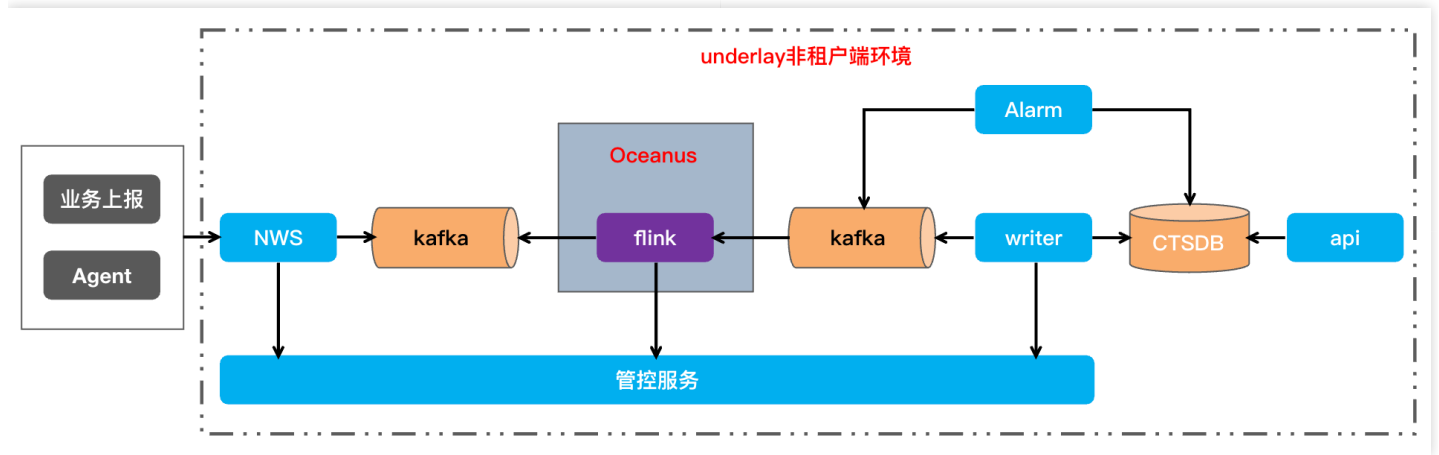 underlay非租户端环境
Alarm
Oceanus
业务上报
Agent
NWS
kafka
flink
kafka
writer
CTSDB
api
管控服务